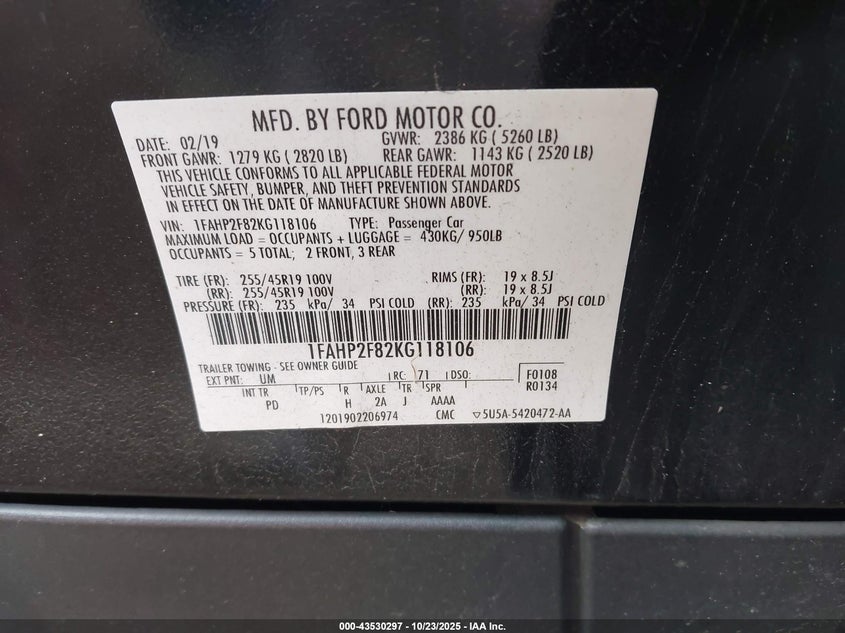 MFD. BY FORD MOTOR CO.
DATE: 02/19 GVWR: 2386 KG ( 5260 LB)
FRONT GAWR: 1279 KG ( 2820 LB) REAR GAWR: 1143 KG ( 2520 LB)
THIS VEHICLE CONFORMS TO ALL APPLICABLE FEDERAL MOTOR
VEHICLE SAFETY, BUMPER, AND THEFT PREVENTION STANDARDS
IN EFFECT ON THE DATE OF MANUFACTURE SHOWN ABOVE.
VIN: 1FAHP2F82KG118106 TYPE: Passenger Car
MAXIMUM LOAD = OCCUPANTS + LUGGAGE = 430KG/ 950LB
OCCUPANTS = 5 TOTAL; 2 FRONT, 3 REAR
TIRE (FR): 255/45R19 100V RIMS (FR): 19 x 8.5J
(RR): 255/45R19 100V (RR): 19 x 8.5J
PRESSURE (FR): 235 kPa/ 34 PSI COLD (RR): 235 kPa/ 34 PSI COLD
1FAHP2F82KG118106
TRAILER TOWING - SEE OWNER GUIDE
EXT PNT: UM RC: 71 DSO: F0108
INT TR TP/PS R AXLE TR SPR R0134
PD H 2A J AAAA
1201902206974 CMC ▽5U5A-5420472-AA
000-43530297 - 10/23/2025 - IAA Inc.